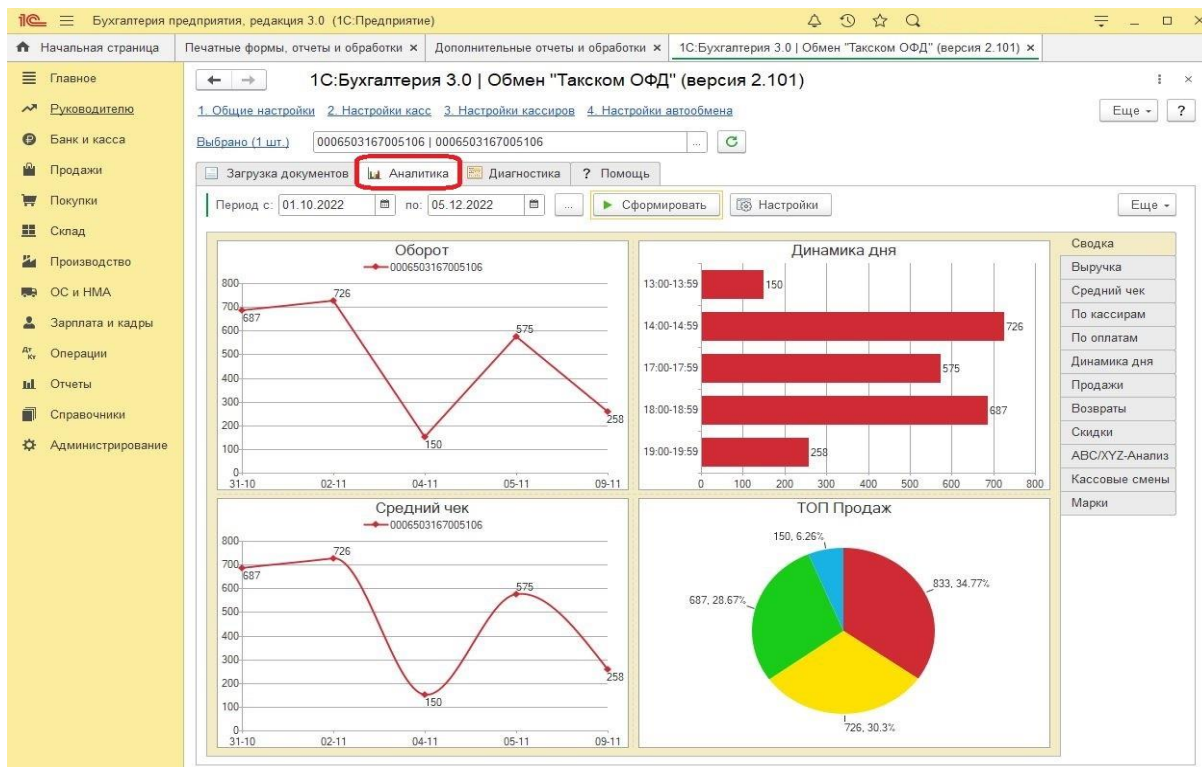 1С Бухгалтерия предприятия, редакция 3.0 (1С:Предприятие)
Начальная страница Печатные формы, отчеты и обработки × Дополнительные отчеты и обработки × 1С:Бухгалтерия 3.0 | Обмен "Такском ОФД" (версия 2.101) ×
Главное
Руководителю
Банк и касса
Продажи
Покупки
Склад
Производство
ОС и НМА
Зарплата и кадры
Дт Кт Операции
Отчеты
Справочники
Администрирование
1С:Бухгалтерия 3.0 | Обмен "Такском ОФД" (версия 2.101)
1. Общие настройки 2. Настройки касс 3. Настройки кассиров 4. Настройки автообмена Еще ?
Выбрано (1 шт.) 0006503167005106 | 0006503167005106 ...
Загрузка документов Аналитика Диагностика ? Помощь
Период с: 01.10.2022 по: 05.12.2022 ... Сформировать Настройки Еще
Оборот
0006503167005106
800
700
600
500
400
300
200
100
0
687
726
150
575
258
31-10 02-11 04-11 05-11 09-11
Динамика дня
13:00-13:59 150
14:00-14:59 726
17:00-17:59 575
18:00-18:59 687
19:00-19:59 258
0 100 200 300 400 500 600 700 800
Средний чек
0006503167005106
800
700
600
500
400
300
200
100
0
687
726
150
575
258
31-10 02-11 04-11 05-11 09-11
ТОП Продаж
150, 6.26%
833, 34.77%
687, 28.67%
726, 30.3%
Сводка
Выручка
Средний чек
По кассирам
По оплатам
Динамика дня
Продажи
Возвраты
Скидки
ABC/XYZ-Анализ
Кассовые смены
Марки